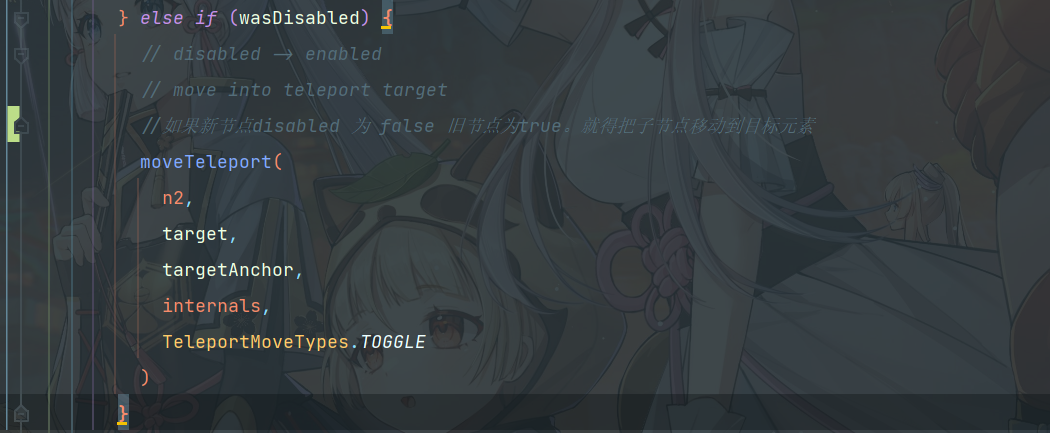 } else if (wasDisabled) {
// disabled -> enabled
// move into teleport target
//如果新节点disabled 为 false 旧节点为true。就得把子节点移动到目标元素
moveTeleport(
n2,
target,
targetAnchor,
internals,
TeleportMoveTypes.TOGGLE
)
}